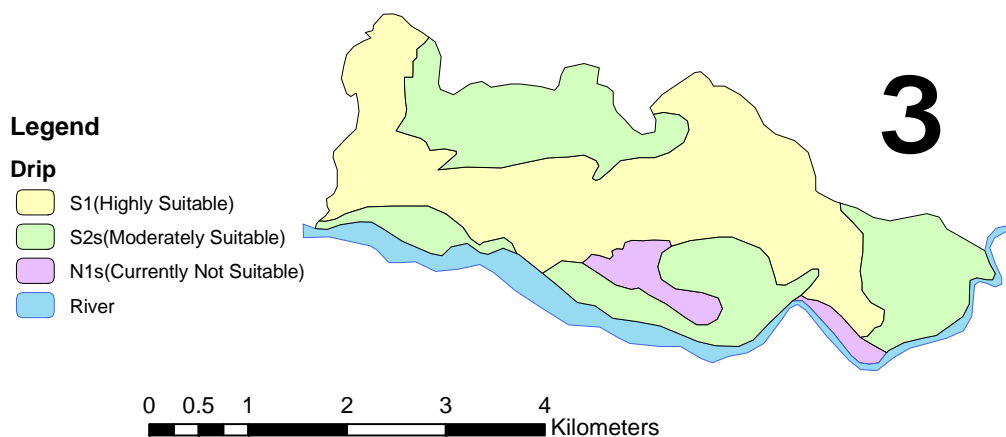 3
Legend
Drip
S1(Highly Suitable)
S2s(Moderately Suitable)
N1s(Currently Not Suitable)
River
0 0.5 1 2 3 4
Kilometers